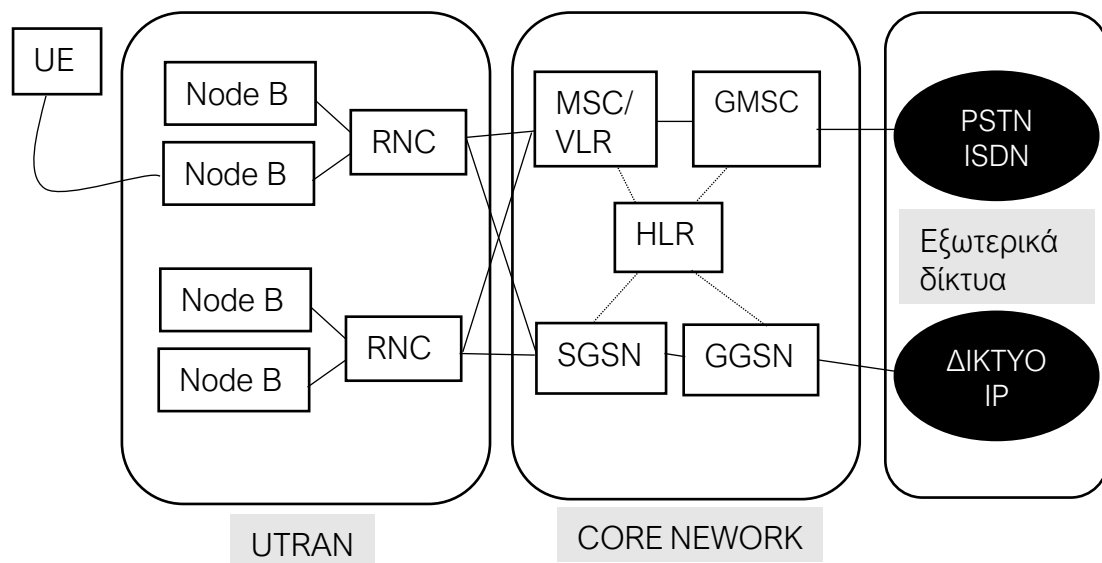 UE
Node B
Node B
RNC
Node B
Node B
RNC
UTRAN
MSC/
VLR
GMSC
HLR
SGSN
GGSN
CORE NEWORK
PSTN
ISDN
Εξωτερικά
δίκτυα
ΔΙΚΤΥΟ
IP